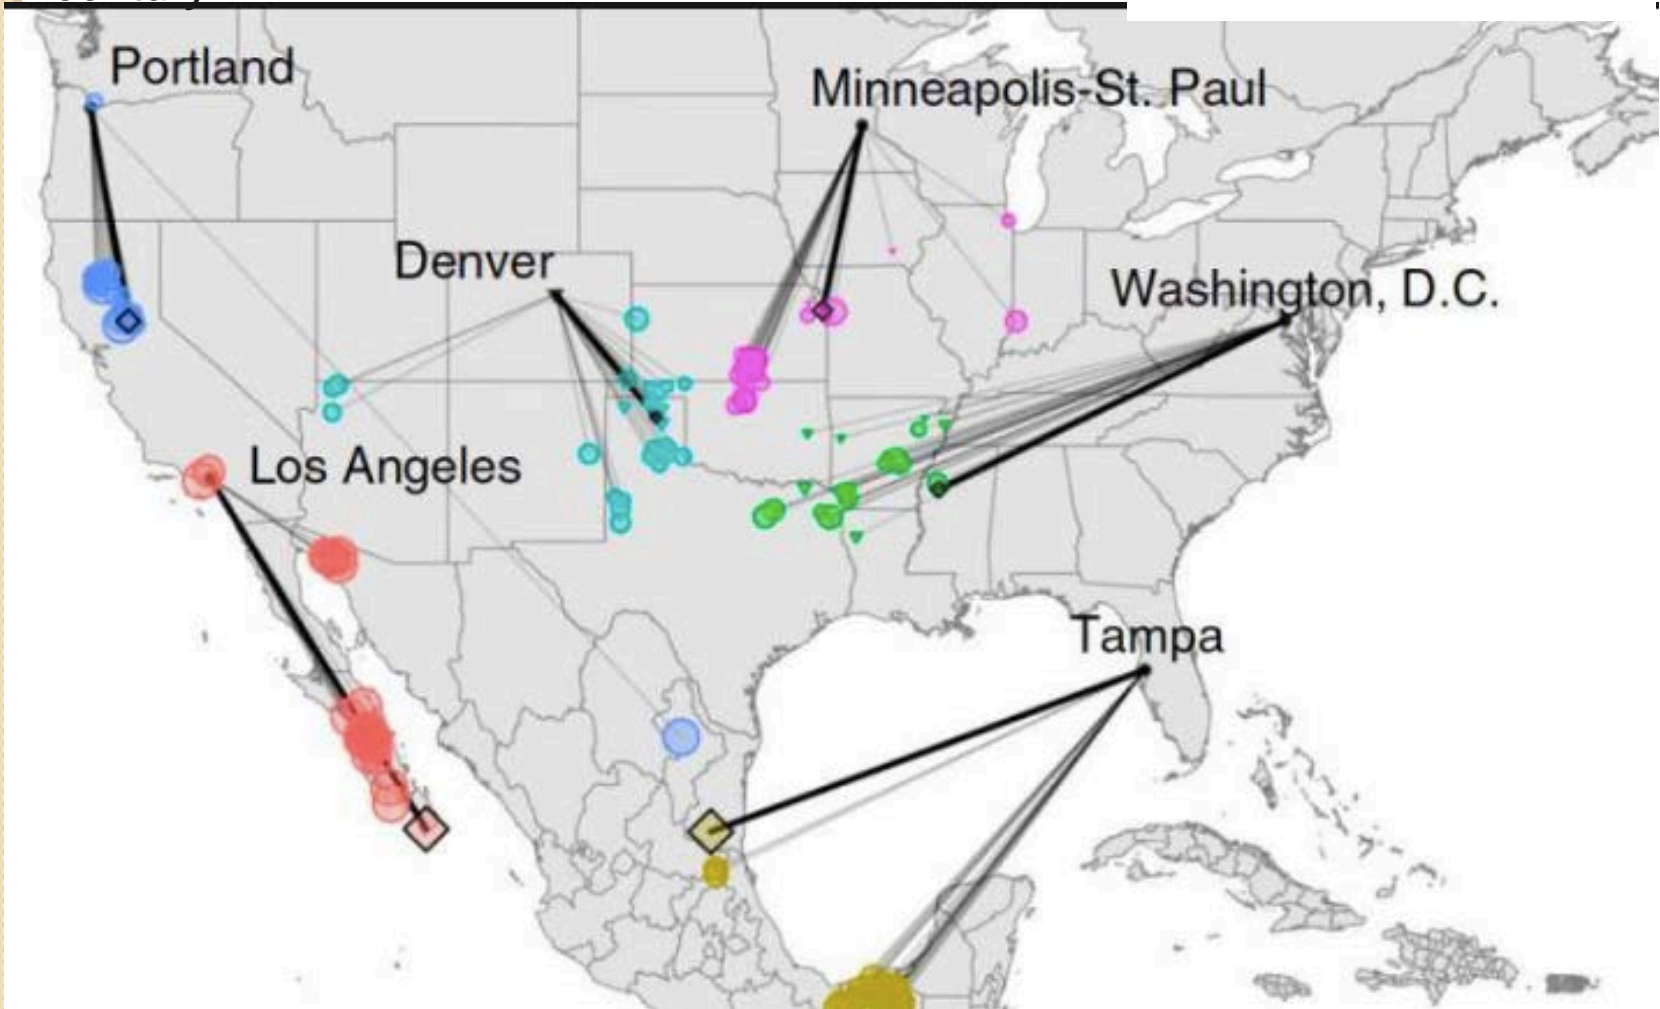 Portland
Minneapolis-St. Paul
Denver
Washington, D.C.
Los Angeles
Tampa